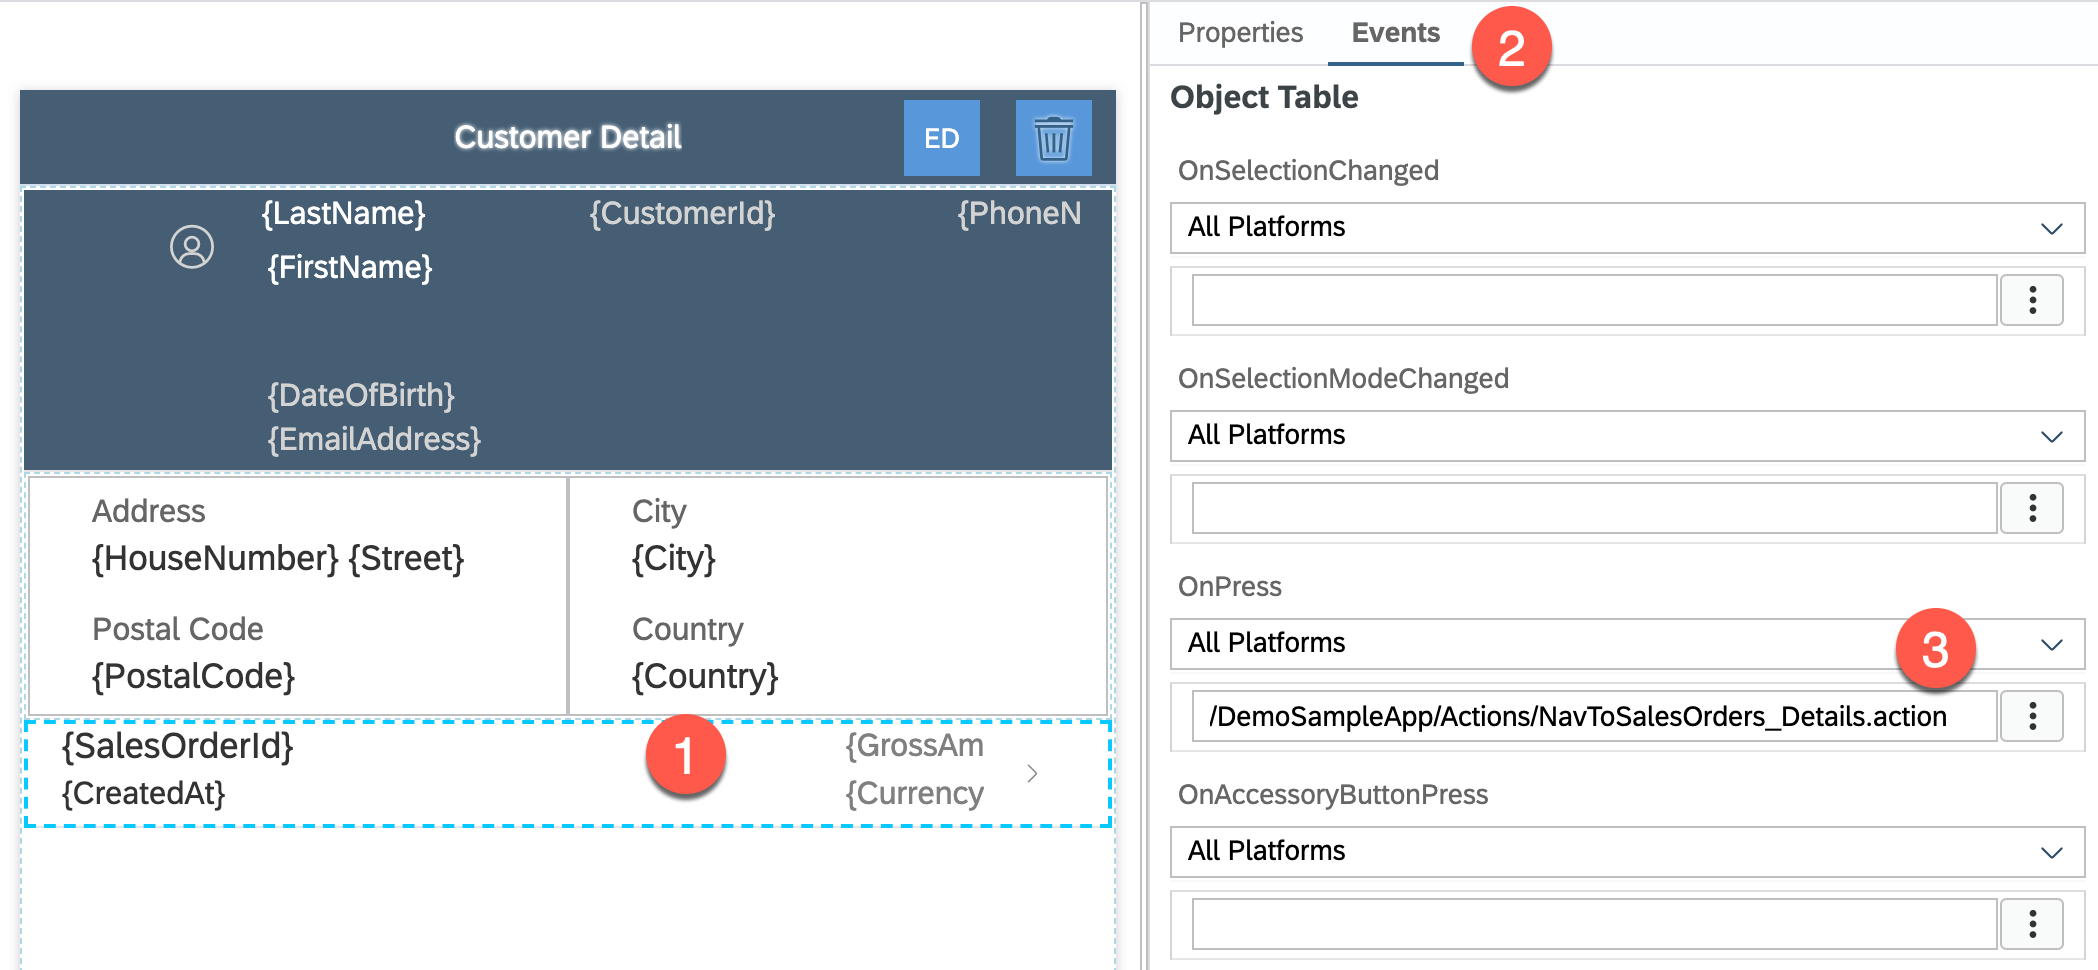 Customer Detail
ED
{LastName}
{CustomerId}
{PhoneN
{FirstName}
{DateOfBirth}
{EmailAddress}
Address
{HouseNumber} {Street}
City
{City}
Postal Code
{PostalCode}
Country
{Country}
1
{SalesOrderId}
{GrossAm
{CreatedAt}
{Currency
Properties
Events
2
Object Table
OnSelectionChanged
All Platforms
OnSelectionModeChanged
All Platforms
OnPress
All Platforms
3
/DemoSampleApp/Actions/NavToSalesOrders_Details.action
OnAccessoryButtonPress
All Platforms